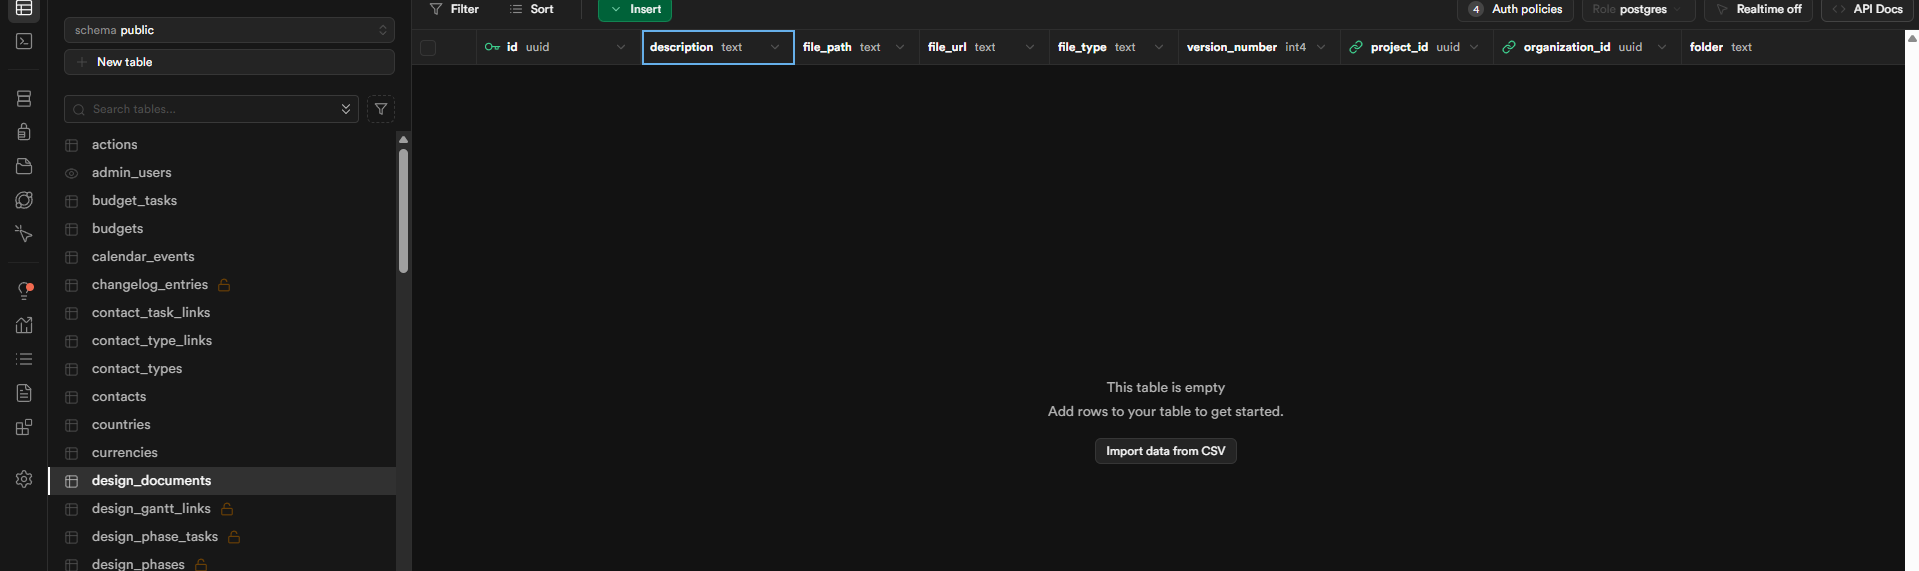 Filter
Sort
Insert
4 Auth policies
Role postgres
Realtime off
API Docs
schema public
New table
Search tables...
id uuid
description text
file_path text
file_url text
file_type text
version_number int4
project_id uuid
organization_id uuid
folder text
actions
admin_users
budget_tasks
budgets
calendar_events
changelog_entries
contact_task_links
contact_type_links
contact_types
contacts
countries
currencies
design_documents
design_gantt_links
design_phase_tasks
design_phases
This table is empty
Add rows to your table to get started.
Import data from CSV